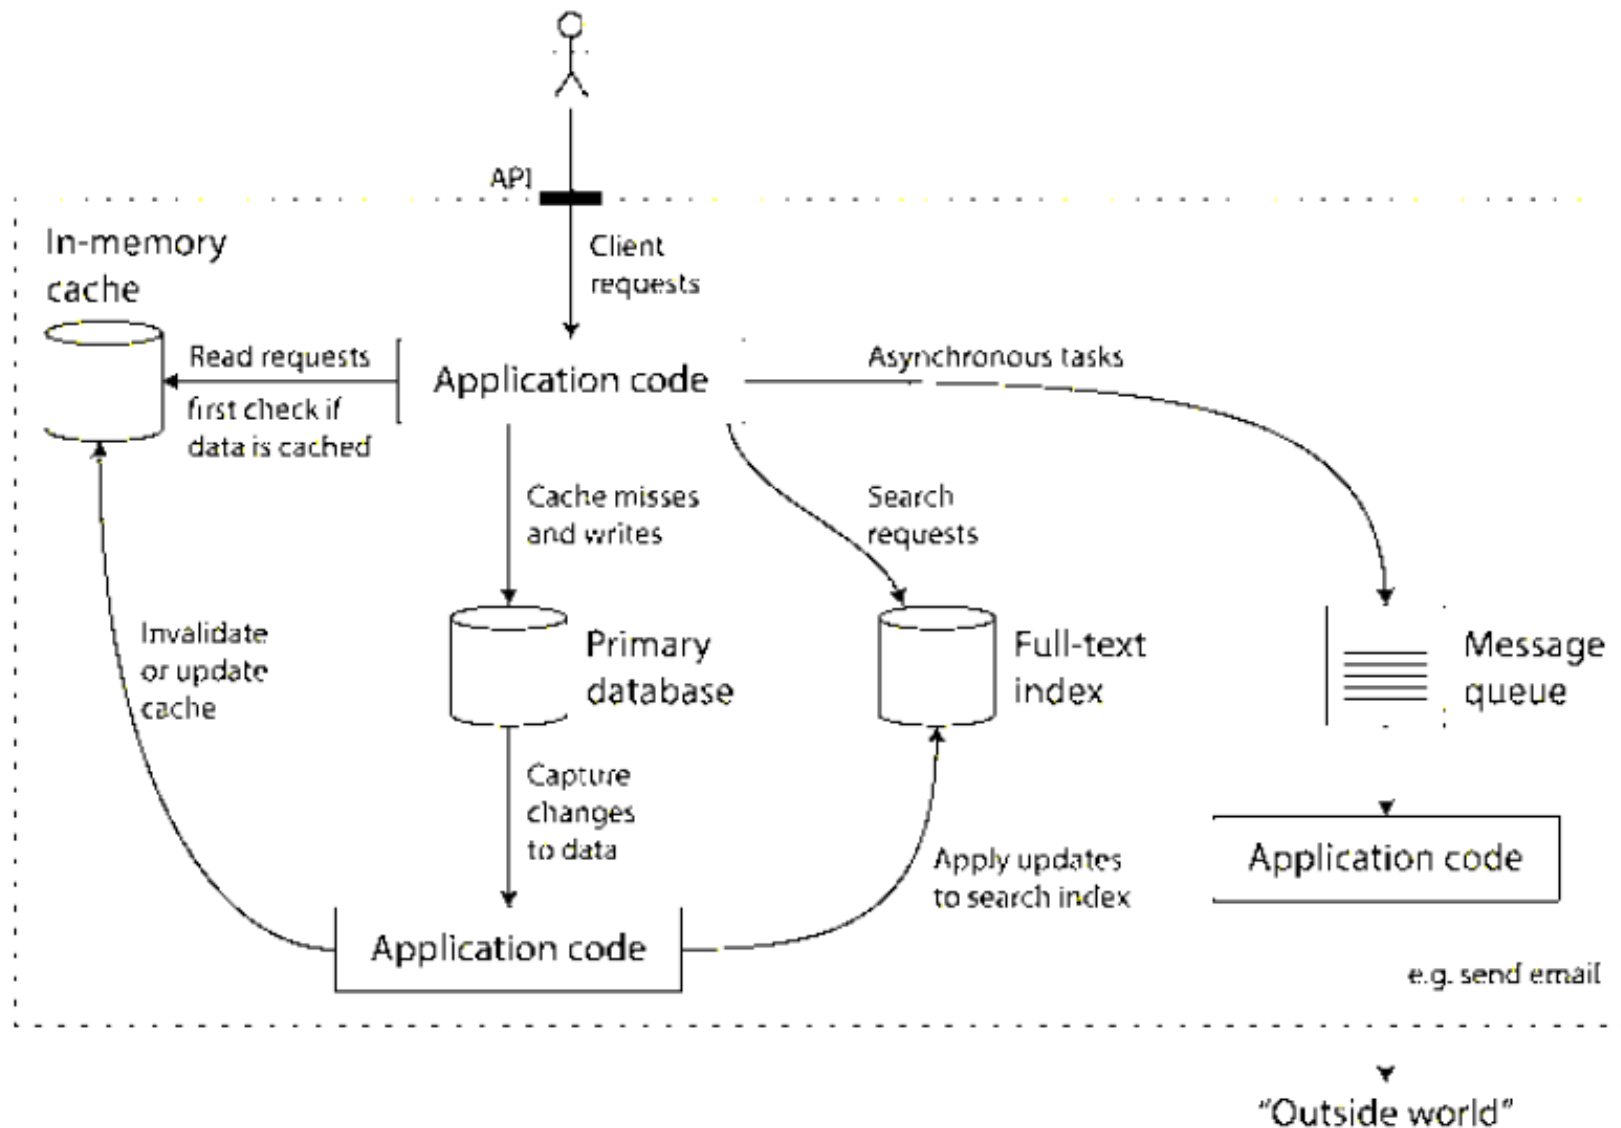 API
Client
requests
In-memory
cache
Read requests
first check if
data is cached
Application code
Asynchronous tasks
Cache misses
and writes
Search
requests
Invalidate
or update
cache
Primary
database
Full-text
index
Message
queue
Capture
changes
to data
Apply updates
to search index
Application code
Application code
e.g. send email
“Outside world”